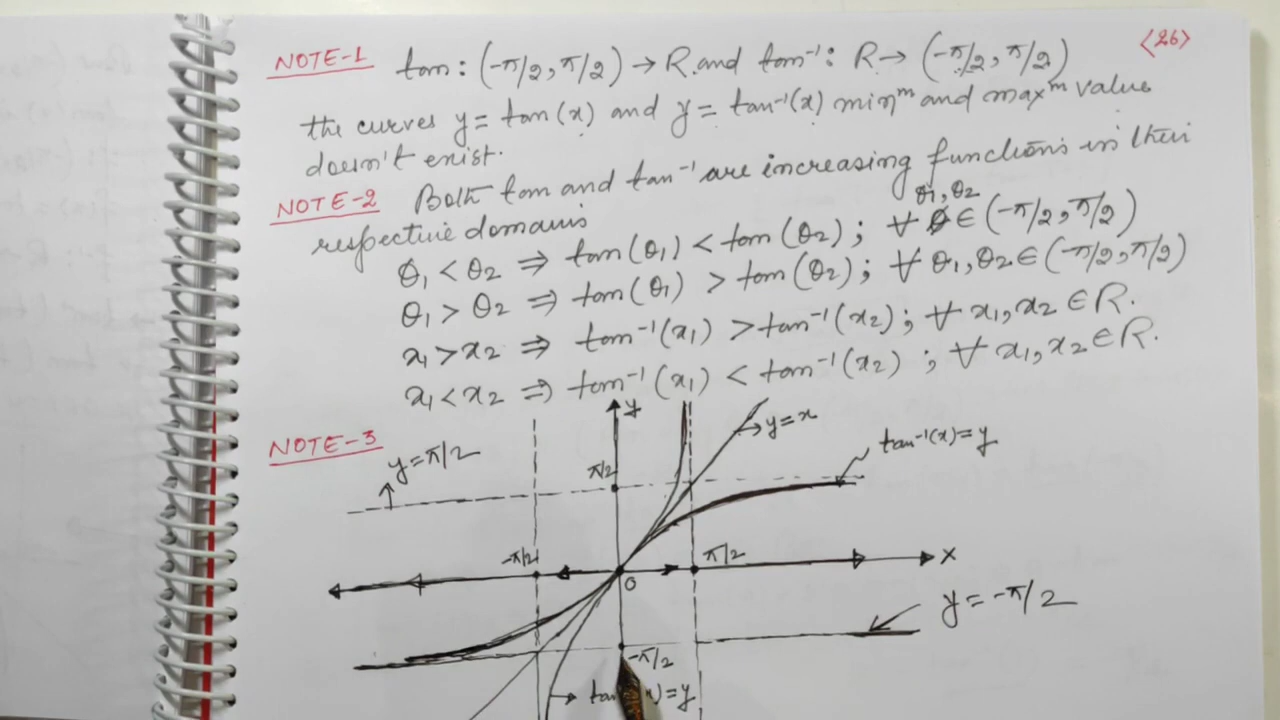 <26>
NOTE-1 tan: (-π/2, π/2) → R and tan⁻¹: R → (-π/2, π/2)
the curves y = tan(x) and y = tan⁻¹(x) minᵐ and maxᵐ value
doesn't exist.
NOTE-2 Both tan and tan⁻¹ are increasing functions in their
respective domains
θ1, θ2
θ₁ < θ₂ ⇒ tan(θ₁) < tan(θ₂); ∀ ∈ (-π/2, π/2)
θ₁ > θ₂ ⇒ tan(θ₁) > tan(θ₂); ∀ θ₁, θ₂ ∈ (-π/2, π/2)
x₁ > x₂ ⇒ tan⁻¹(x₁) > tan⁻¹(x₂); ∀ x₁, x₂ ∈ R.
x₁ < x₂ ⇒ tan⁻¹(x₁) < tan⁻¹(x₂); ∀ x₁, x₂ ∈ R.
NOTE-3
y = π/2
y
y = x
tan⁻¹(x) = y
π/2
-π/2
0
π/2
x
y = -π/2
-π/2
x) = y